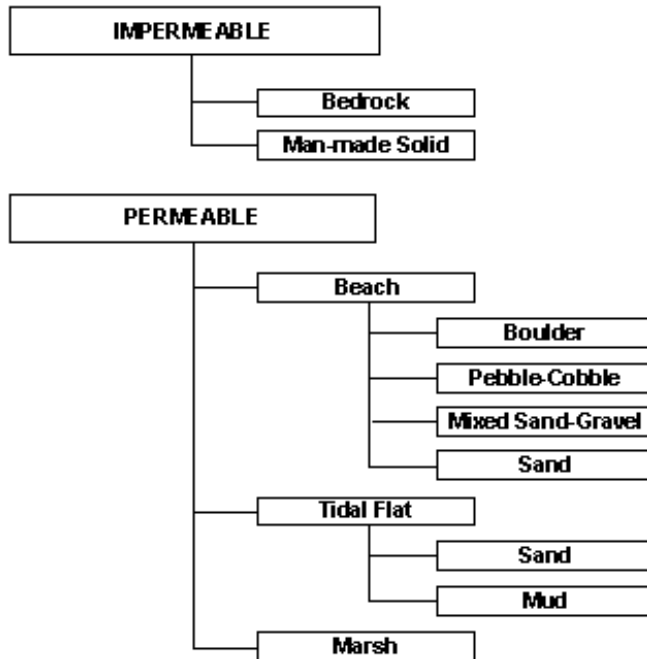 IMPERMEABLE
Bedrock
Man-made Solid
PERMEABLE
Beach
Boulder
Pebble-Cobble
Mixed Sand-Gravel
Sand
Tidal Flat
Sand
Mud
Marsh